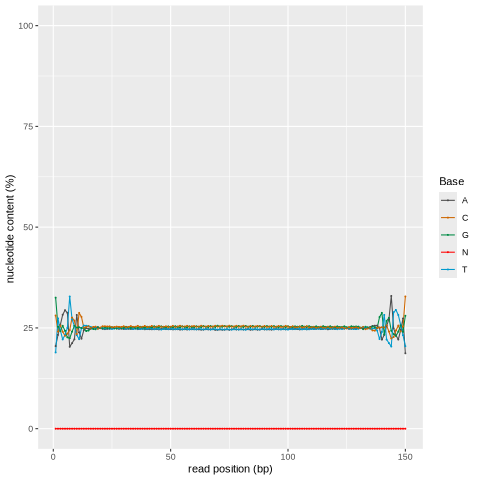 100
75
50
25
0
0
50
100
150
read position (bp)
nucleotide content (%)
Base
A
C
G
N
T